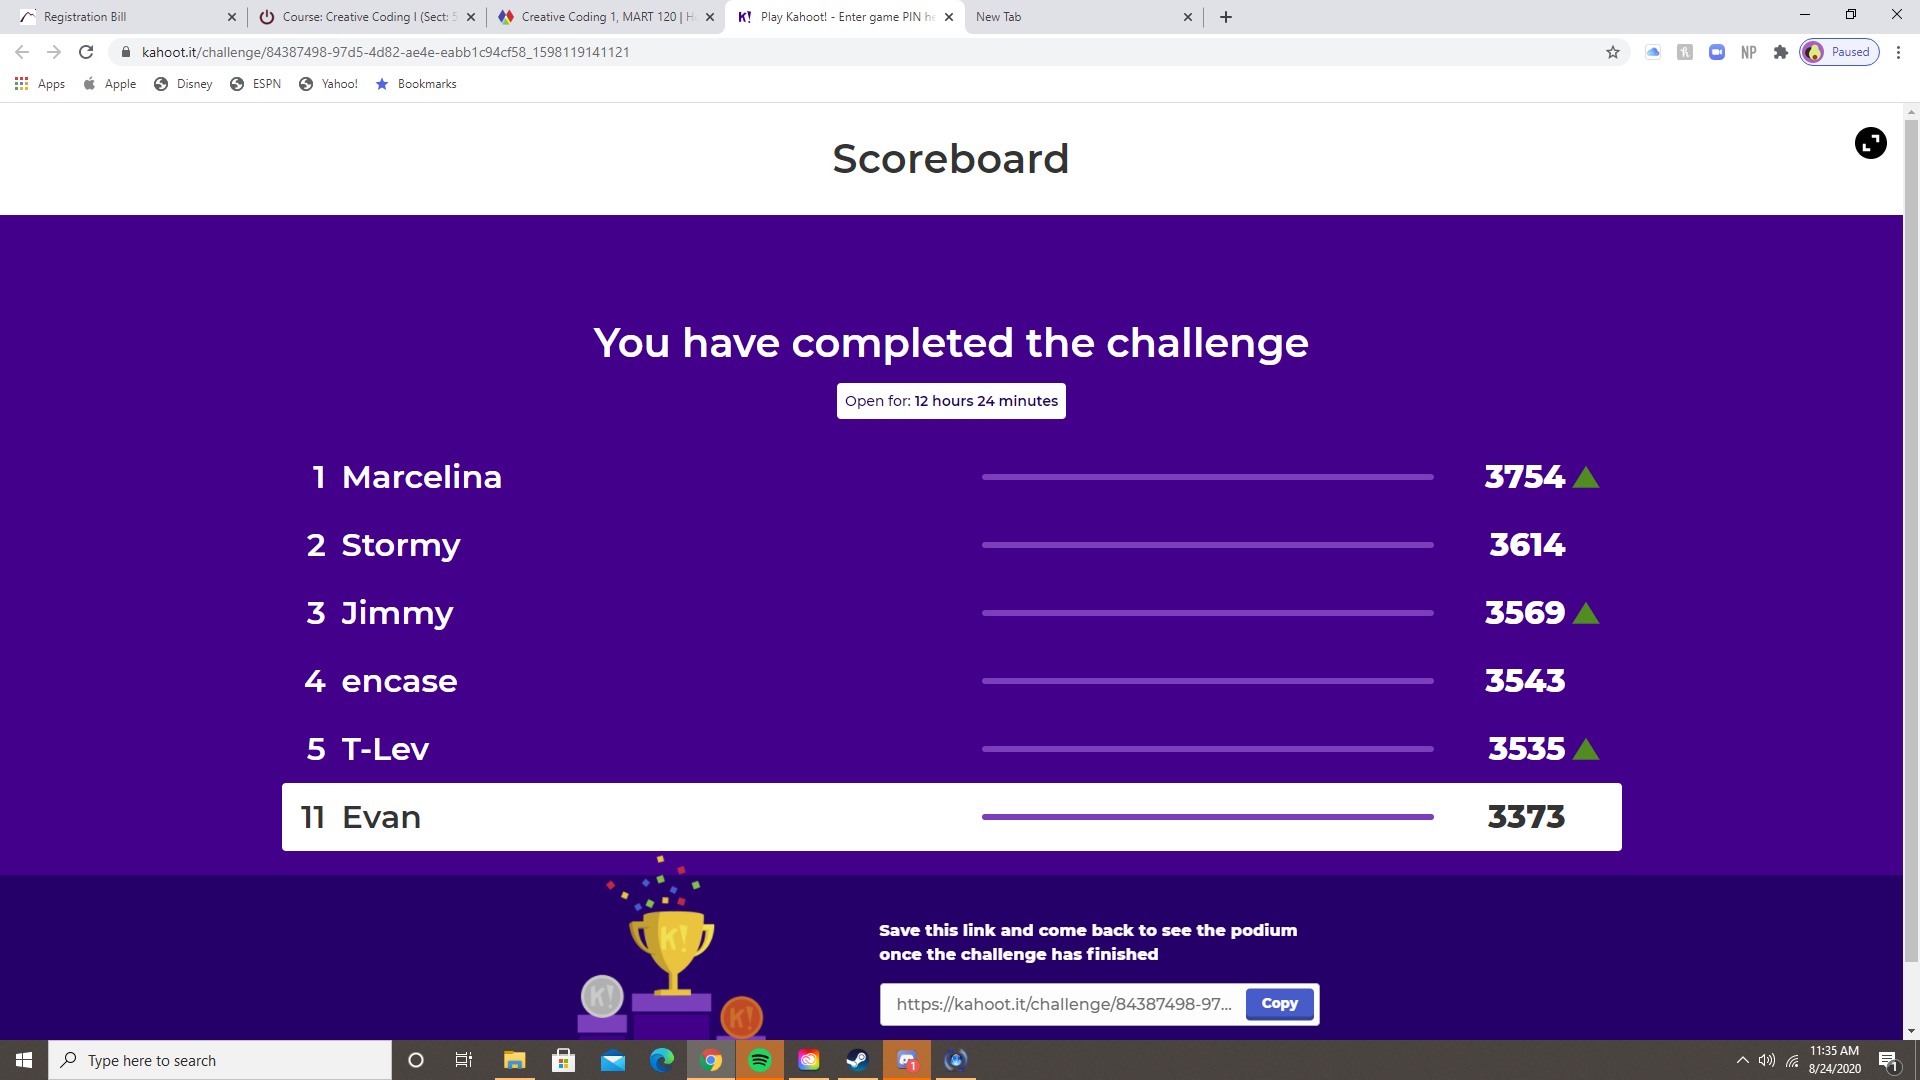 Registration Bill
Course: Creative Coding I (Sect: 5
Creative Coding 1, MART 120 | H
K! Play Kahoot! - Enter game PIN he
New Tab
kahoot.it/challenge/84387498-97d5-4d82-ae4e-eabb1c94cf58_1598119141121
NP
Paused
Apps
Apple
Disney
ESPN
Yahoo!
Bookmarks
Scoreboard
You have completed the challenge
Open for: 12 hours 24 minutes
1 Marcelina 3754
2 Stormy 3614
3 Jimmy 3569
4 encase 3543
5 T-Lev 3535
11 Evan 3373
K!
K!
K!
Save this link and come back to see the podium
once the challenge has finished
https://kahoot.it/challenge/84387498-97... Copy
Type here to search
1
11:35 AM
8/24/2020
1